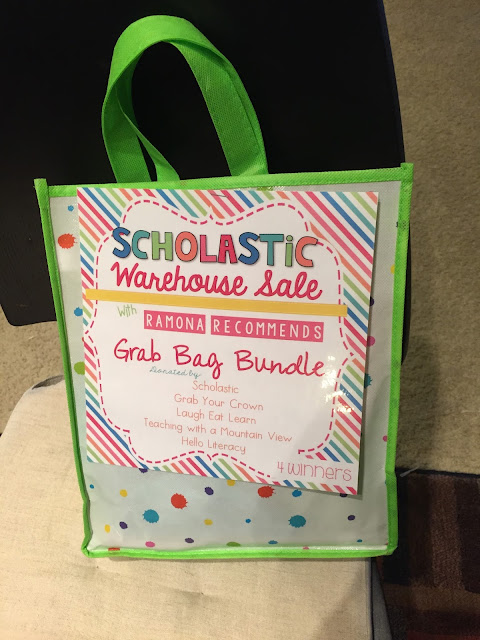 SCHOLASTIC
Warehouse Sale
with
RAMONA RECOMMENDS
Grab Bag Bundle
Donated by
Scholastic
Grab Your Crown
Laugh Eat Learn
Teaching with a Mountain View
Hello Literacy
4 winners